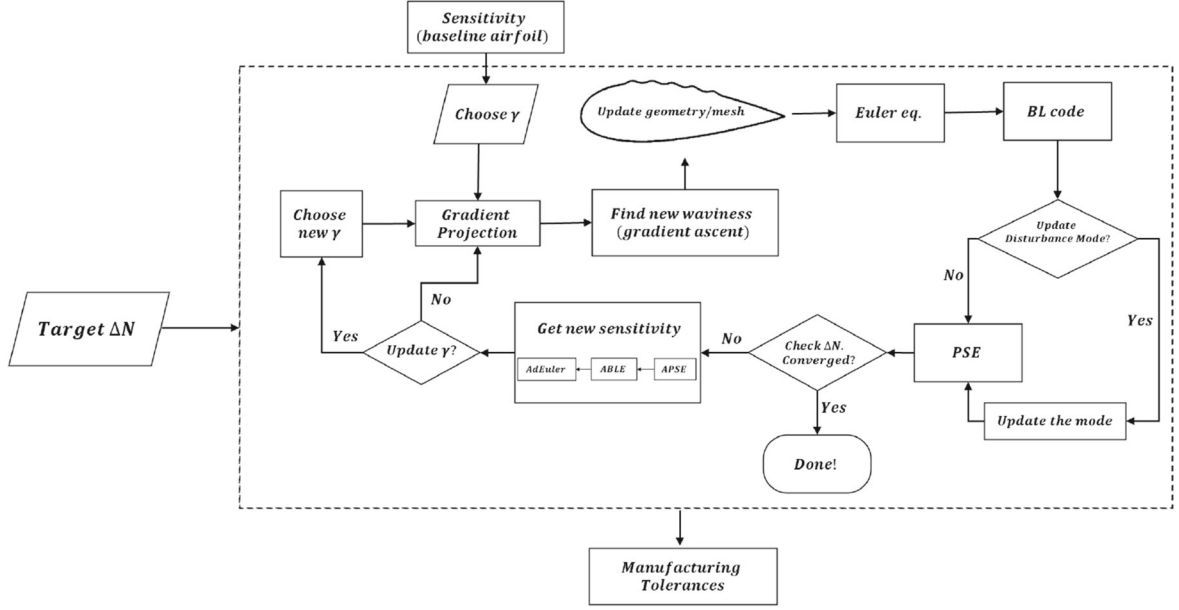 Sensitivity
(baseline airfoil)
Choose γ
Update geometry/mesh
Euler eq.
BL code
Choose
new γ
Gradient
Projection
Find new waviness
(gradient ascent)
Update
Disturbance Mode?
No
Yes
Target ΔN
Yes
No
Update γ?
Get new sensitivity
AdEuler
ABLE
APSE
No
Check ΔN.
Converged?
Yes
PSE
Update the mode
Done!
Manufacturing
Tolerances